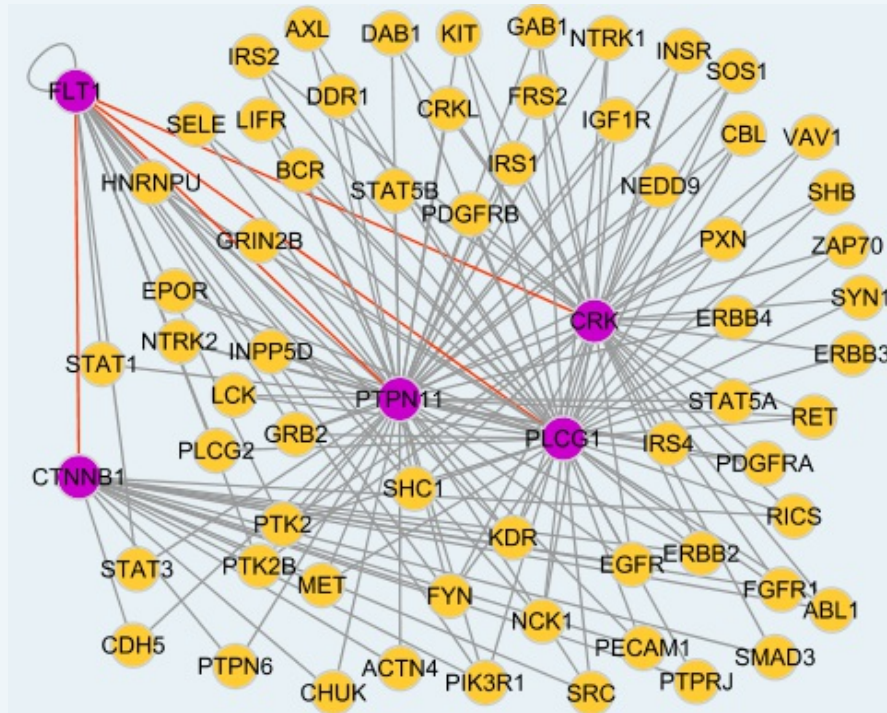 AXL
DAB1
KIT
GAB1
NTRK1
INSR
IRS2
SOS1
FLT1
DDR1
CRKL
FRS2
SELE
LIFR
IGF1R
CBL
VAV1
HNRNPU
BCR
STAT5B
IRS1
NEDD9
SHB
PDGFRB
GRIN2B
PXN
ZAP70
EPOR
SYN1
CRK
ERBB4
NTRK2
INPP5D
STAT1
ERBB3
LCK
PTPN11
STAT5A
RET
PLCG2
GRB2
PLCG1
IRS4
PDGFRA
CTNNB1
SHC1
RICS
PTK2
KDR
STAT3
PTK2B
MET
EGFR
ERBB2
FGFR1
FYN
ABL1
NCK1
CDH5
PTPN6
ACTN4
PECAM1
SMAD3
CHUK
PIK3R1
SRC
PTPRJ